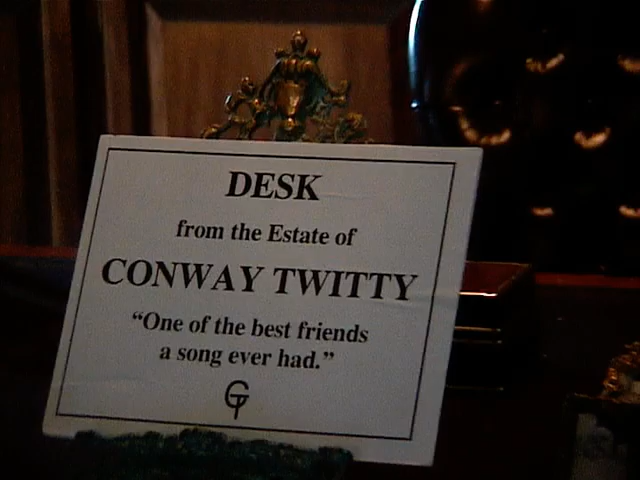 DESK
from the Estate of
CONWAY TWITTY
“One of the best friends
a song ever had.”
CT